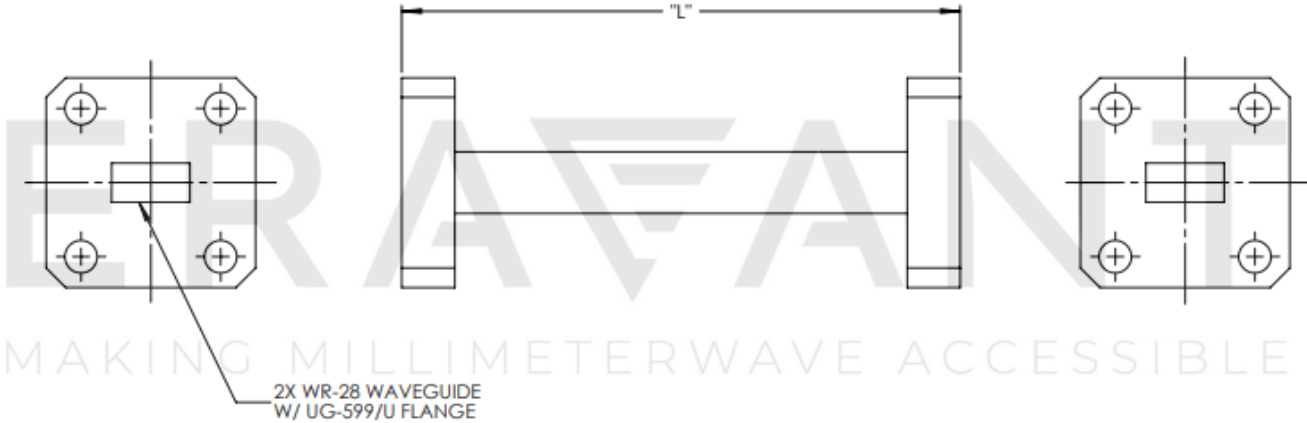 "L"
ERAVANT
MAKING MILLIMETERWAVE ACCESSIBLE
2X WR-28 WAVEGUIDE
W/ UG-599/U FLANGE